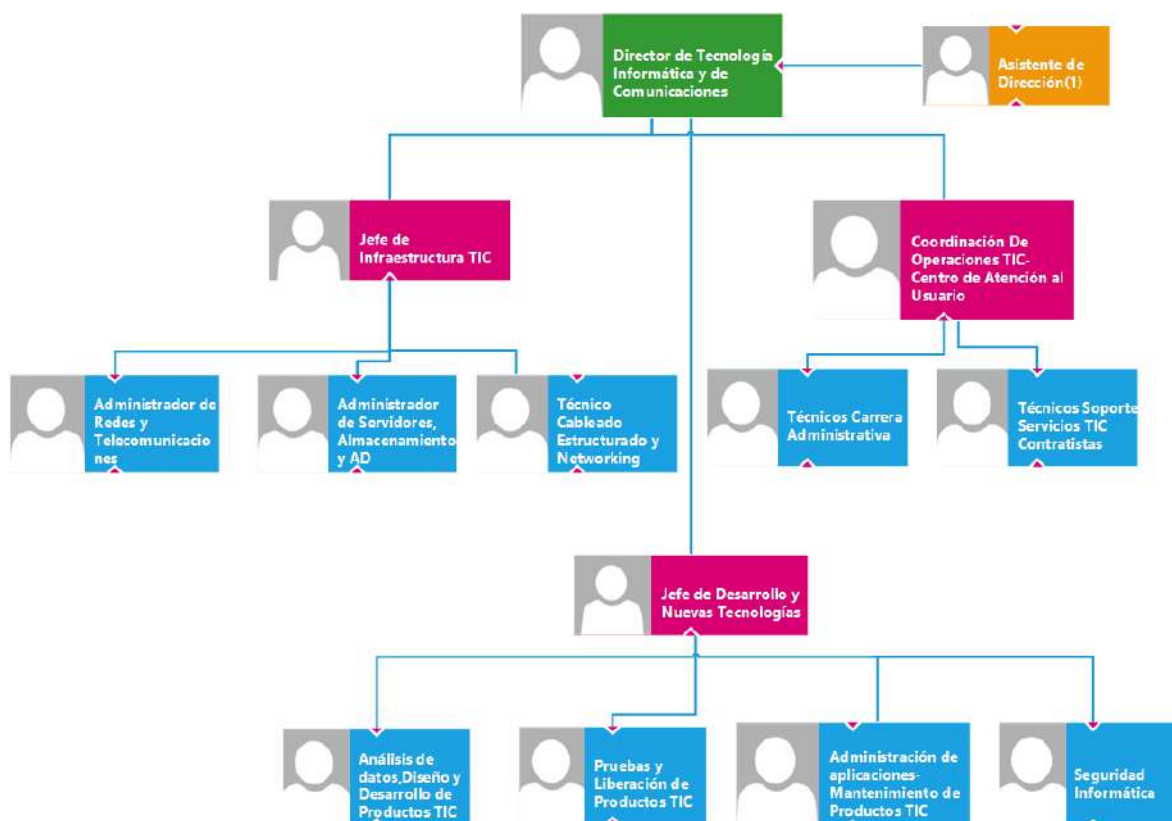 Director de Tecnología
Informática y de
Comunicaciones
Asistente de
Dirección(1)
Jefe de
Infraestructura TIC
Coordinación De
Operaciones TIC-
Centro de Atención al
Usuario
Administrador de
Redes y
Telecomunicacio
nes
Administrador
de Servidores,
Almacenamiento
y AD
Técnico
Cableado
Estructurado y
Networking
Técnicos Carrera
Administrativa
Técnicos Soporte
Servicios TIC
Contratistas
Jefe de Desarrollo y
Nuevas Tecnologías
Análisis de
datos,Diseño y
Desarrollo de
Productos TIC
Pruebas y
Liberación de
Productos TIC
Administración de
aplicaciones-
Mantenimiento de
Productos TIC
Seguridad
Informática